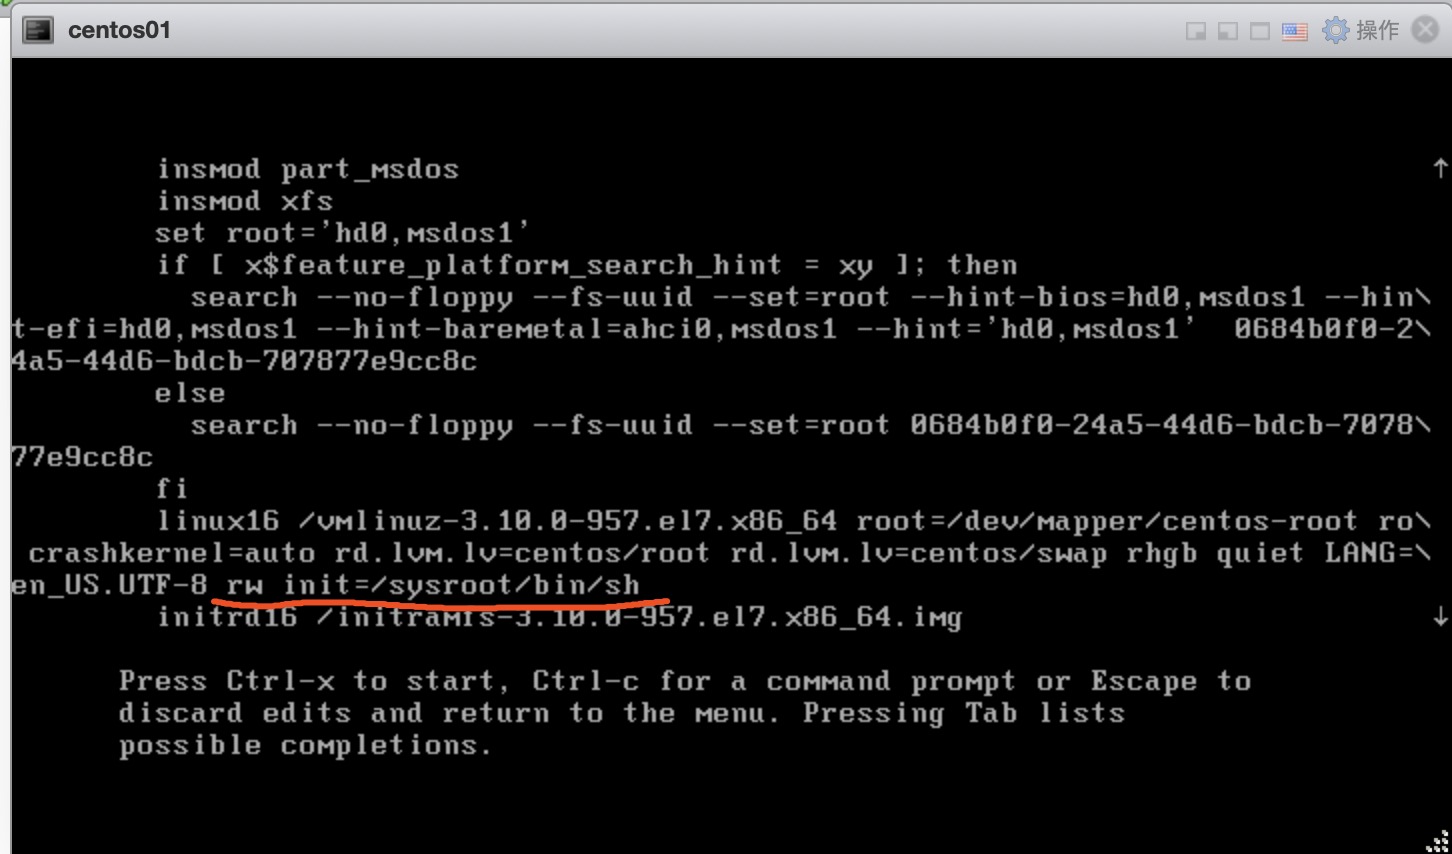 centos01
操作
insmod part_msdos
insmod xfs
set root='hd0,msdos1'
if [ x$feature_platform_search_hint = xy ]; then
search --no-floppy --fs-uuid --set=root --hint-bios=hd0,msdos1 --hin\
t-efi=hd0,msdos1 --hint-baremetal=ahci0,msdos1 --hint='hd0,msdos1'  0684b0f0-2\
4a5-44d6-bdcb-707877e9cc8c
else
search --no-floppy --fs-uuid --set=root 0684b0f0-24a5-44d6-bdcb-7078\
77e9cc8c
fi
linux16 /vmlinuz-3.10.0-957.el7.x86_64 root=/dev/mapper/centos-root ro\
crashkernel=auto rd.lvm.lv=centos/root rd.lvm.lv=centos/swap rhgb quiet LANG=\
en_US.UTF-8 rw init=/sysroot/bin/sh
initrd16 /initramfs-3.10.0-957.el7.x86_64.img
Press Ctrl-x to start, Ctrl-c for a command prompt or Escape to
discard edits and return to the menu. Pressing Tab lists
possible completions.